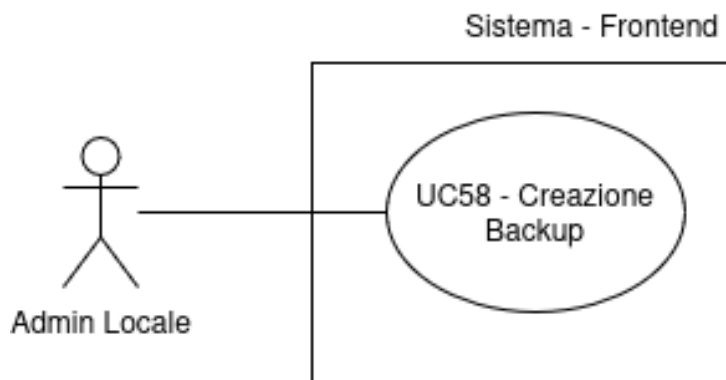 Sistema - Frontend
UC58 - Creazione
Backup
Admin Locale